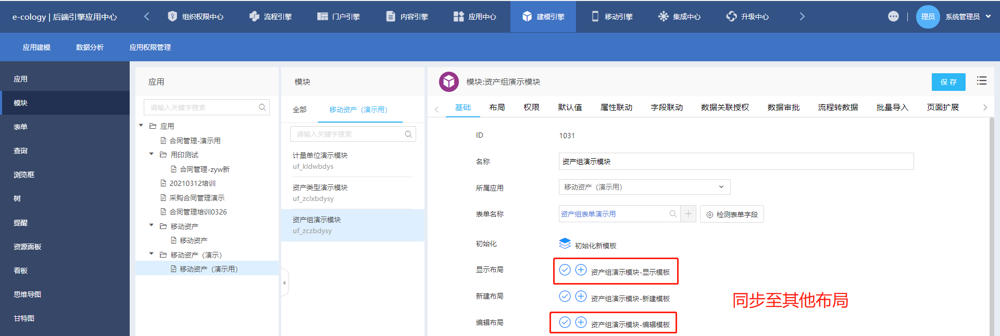 e-cology | 后端引擎应用中心
组织权限中心
流程引擎
门户引擎
内容引擎
应用中心
建模引擎
移动引擎
集成中心
升级中心
理员
系统管理员
应用建模
数据分析
应用权限管理
应用
模块
表单
查询
浏览框
树
提醒
资源面板
看板
思维导图
甘特图
应用
请输入关键字搜索
应用
合同管理-演示用
用印测试
合同管理-zyw新
20210312培训
采购合同管理演示
合同管理培训0326
移动资产
移动资产
移动资产（演示）
移动资产（演示用）
模块
全部
移动资产（演示用）
请输入关键字搜索
计量单位演示模块
uf_kldwbdys
资产类型演示模块
uf_zclxbdysy
资产组演示模块
uf_zczbdysy
模块:资产组演示模块
保存
基础
布局
权限
默认值
属性联动
字段联动
数据关联授权
数据审批
流程转数据
批量导入
页面扩展
ID
1031
名称
资产组演示模块
所属应用
移动资产（演示用）
表单名称
资产组表单演示用
检测表单字段
初始化
初始化新模板
显示布局
资产组演示模块-显示模板
新建布局
资产组演示模块-新建模板
编辑布局
资产组演示模块-编辑模板
同步至其他布局